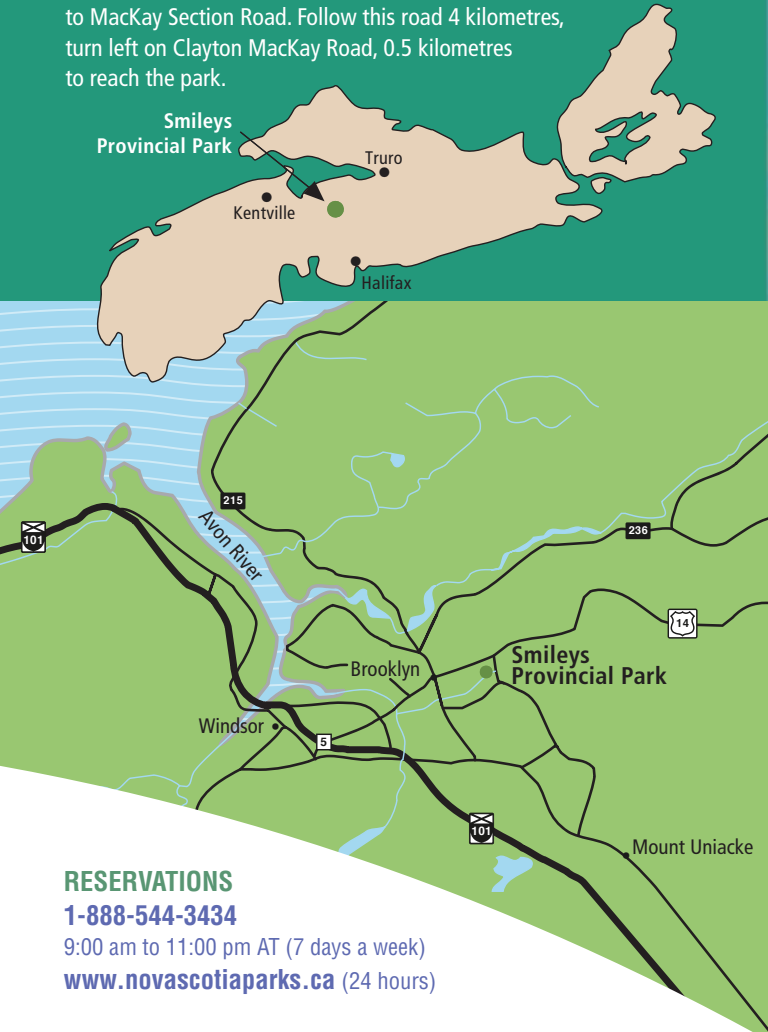 to MacKay Section Road. Follow this road 4 kilometres,
turn left on Clayton MacKay Road, 0.5 kilometres
to reach the park.
Smileys
Provincial Park
Truro
Kentville
Halifax
215
Avon River
101
236
14
Brooklyn
Smileys
Provincial Park
Windsor
5
101
Mount Uniacke
RESERVATIONS
1-888-544-3434
9:00 am to 11:00 pm AT (7 days a week)
www.novascotiaparks.ca (24 hours)